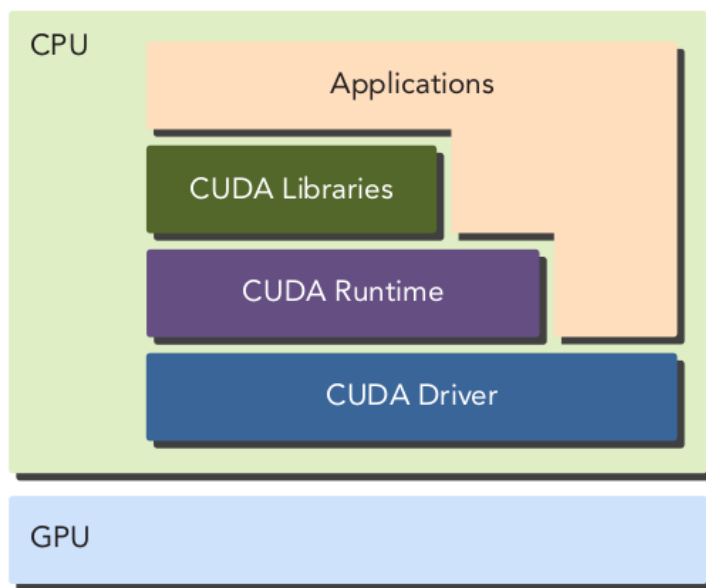 CPU
Applications
CUDA Libraries
CUDA Runtime
CUDA Driver
GPU